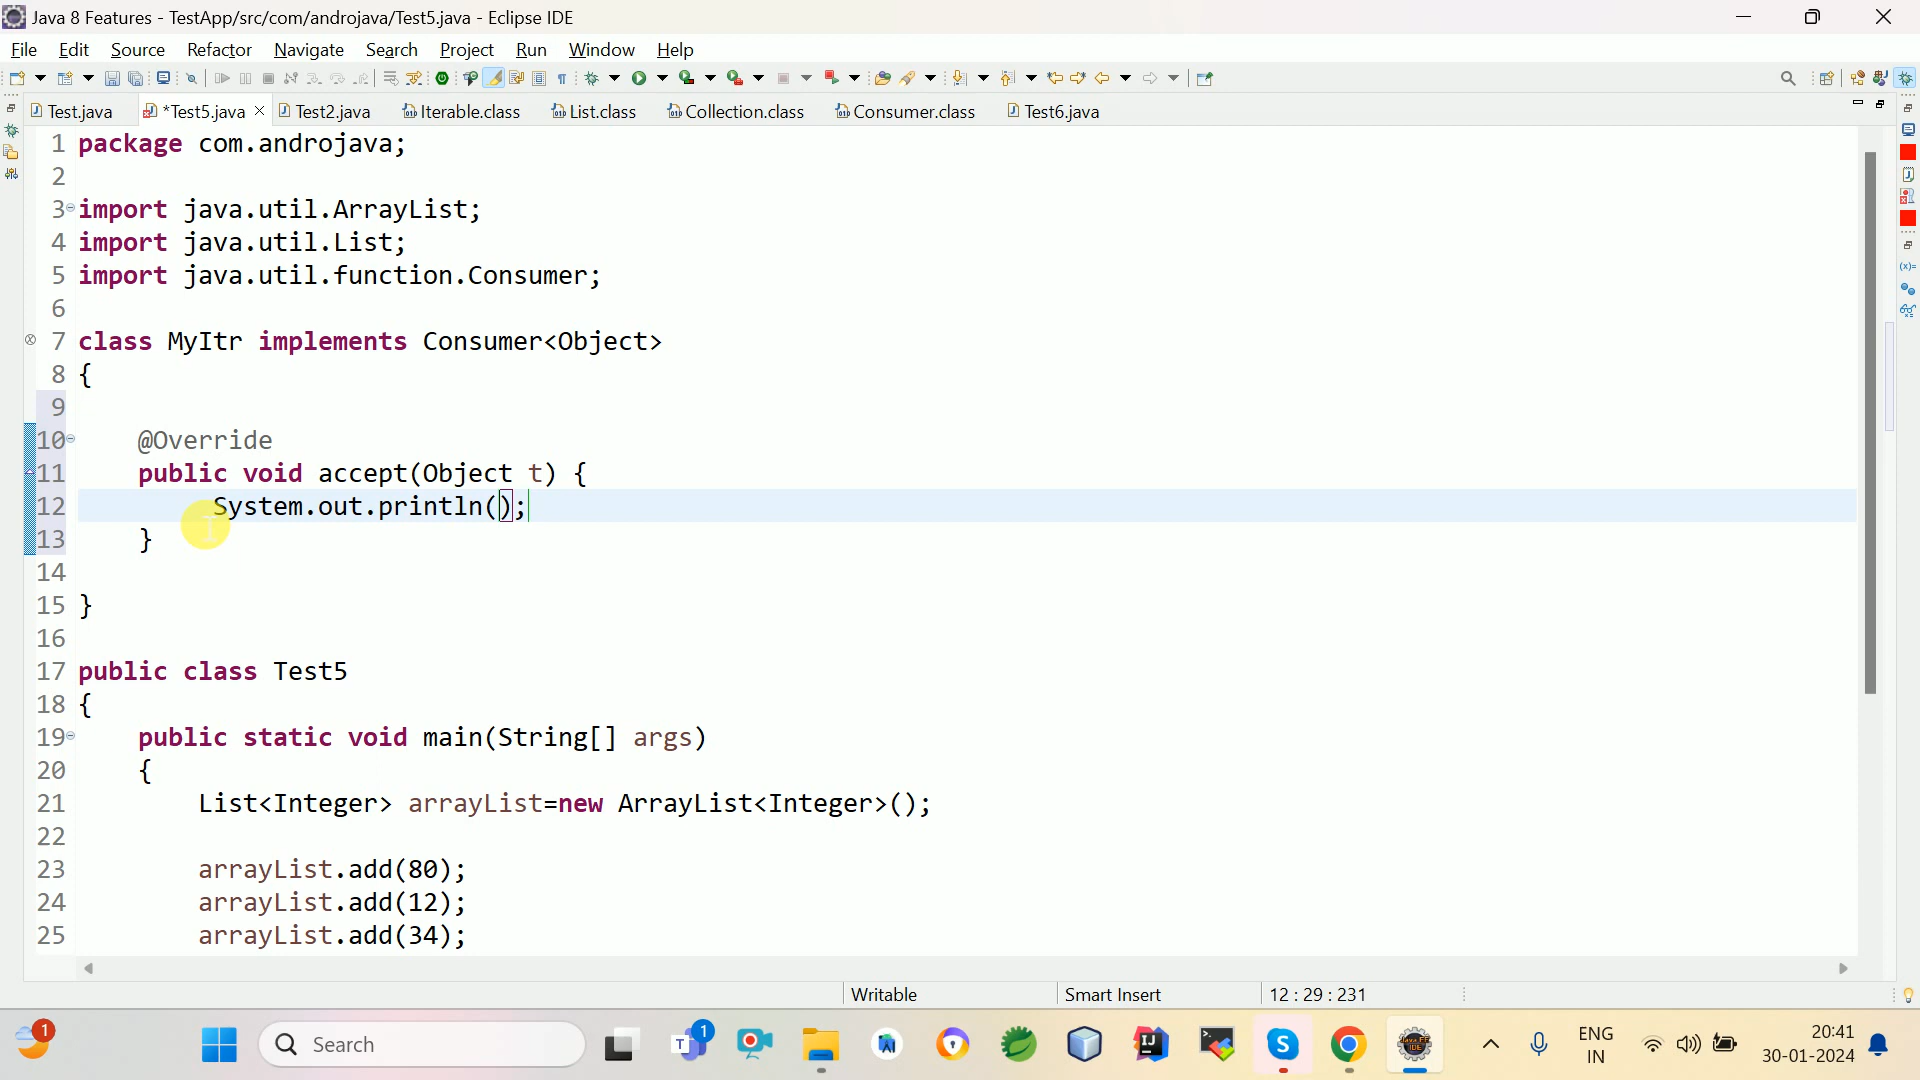 Java 8 Features - TestApp/src/com/androjava/Test5.java - Eclipse IDE
File Edit Source Refactor Navigate Search Project Run Window Help
Test.java *Test5.java Test2.java Iterable.class List.class Collection.class Consumer.class Test6.java
1 package com.androjava;
2
3 import java.util.ArrayList;
4 import java.util.List;
5 import java.util.function.Consumer;
6
7 class MyItr implements Consumer<Object>
8 {
9
10 @Override
11 public void accept(Object t) {
12 System.out.println();
13 }
14
15 }
16
17 public class Test5
18 {
19 public static void main(String[] args)
20 {
21 List<Integer> arrayList=new ArrayList<Integer>();
22
23 arrayList.add(80);
24 arrayList.add(12);
25 arrayList.add(34);
Writable Smart Insert 12 : 29 : 231
1 Search 1 ENG 20:41
IN 30-01-2024